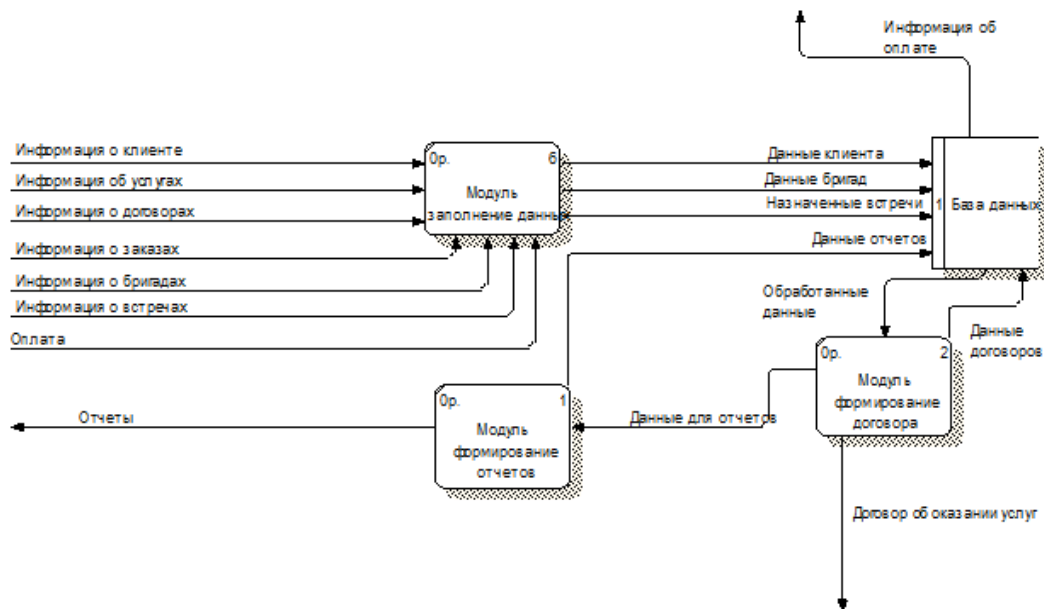 Информация об
оплате
Информация о клиенте
Информация об услугах
Информация о договорах
Информация о заказах
Информация о бригадах
Информация о встречах
Оплата
0р.
6
Модуль
заполнение данных
Данные клиента
Данные бригад
Назначенные встречи
Данные отчетов
1
База данных
Обработанные
данные
Данные
договоров
0р.
2
Модуль
формирование
договора
Отчеты
0р.
1
Модуль
формирование
отчетов
Данные для отчетов
Договор об оказании услуг